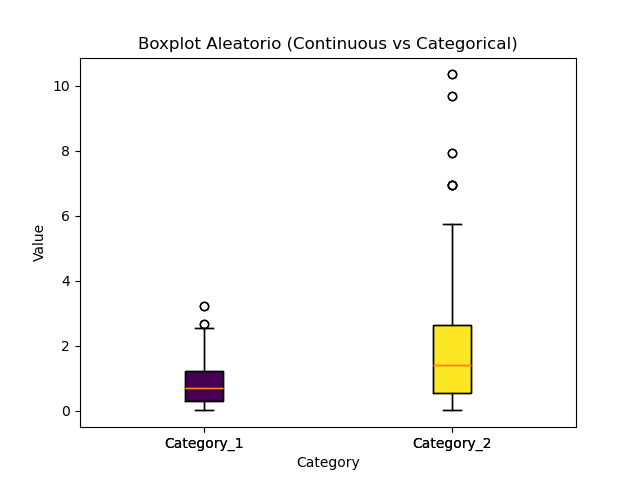 Boxplot Aleatorio (Continuous vs Categorical)
10
8
6
4
2
0
Value
Category_1
Category_2
Category